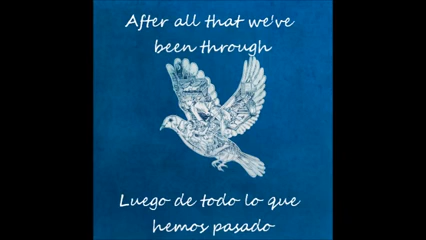 After all that we've
been through
Luego de todo lo que
hemos pasado